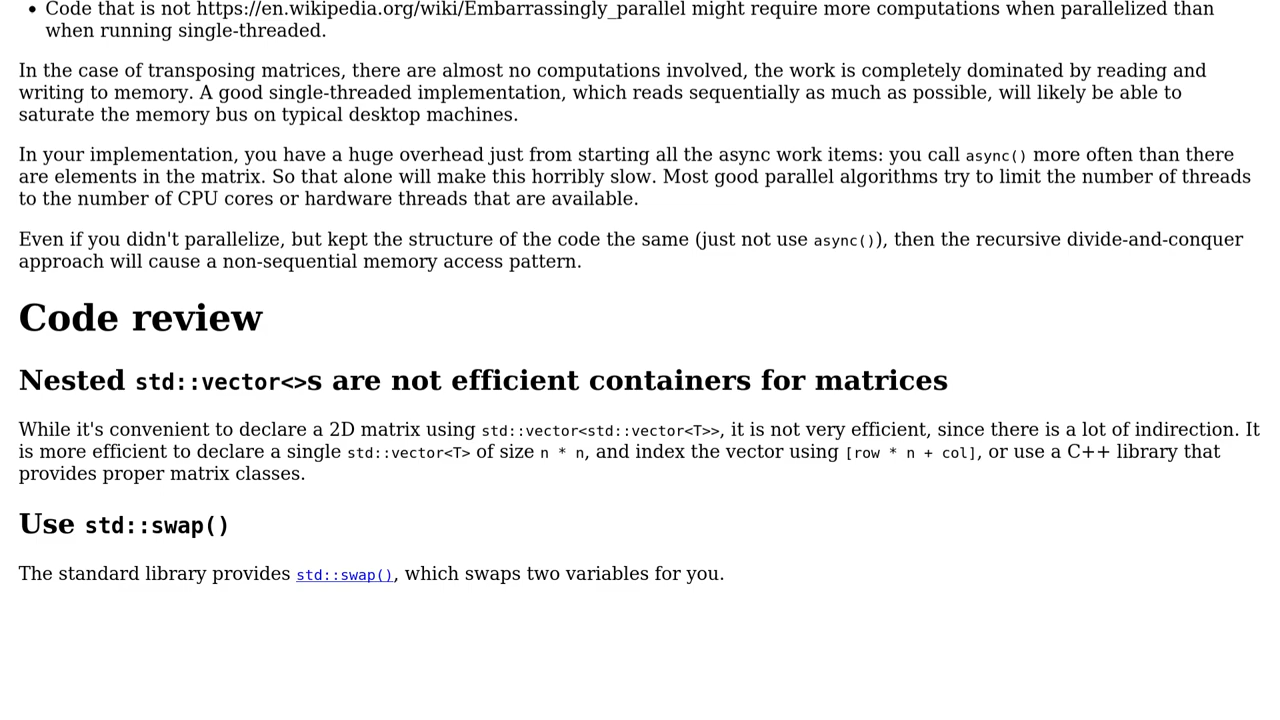 • Code that is not https://en.wikipedia.org/wiki/Embarrassingly_parallel might require more computations when parallelized than
when running single-threaded.
In the case of transposing matrices, there are almost no computations involved, the work is completely dominated by reading and
writing to memory. A good single-threaded implementation, which reads sequentially as much as possible, will likely be able to
saturate the memory bus on typical desktop machines.
In your implementation, you have a huge overhead just from starting all the async work items: you call async() more often than there
are elements in the matrix. So that alone will make this horribly slow. Most good parallel algorithms try to limit the number of threads
to the number of CPU cores or hardware threads that are available.
Even if you didn't parallelize, but kept the structure of the code the same (just not use async()), then the recursive divide-and-conquer
approach will cause a non-sequential memory access pattern.
Code review
Nested std::vector<>s are not efficient containers for matrices
While it's convenient to declare a 2D matrix using std::vector<std::vector<T>>, it is not very efficient, since there is a lot of indirection. It
is more efficient to declare a single std::vector<T> of size n * n, and index the vector using [row * n + col], or use a C++ library that
provides proper matrix classes.
Use std::swap()
The standard library provides std::swap(), which swaps two variables for you.